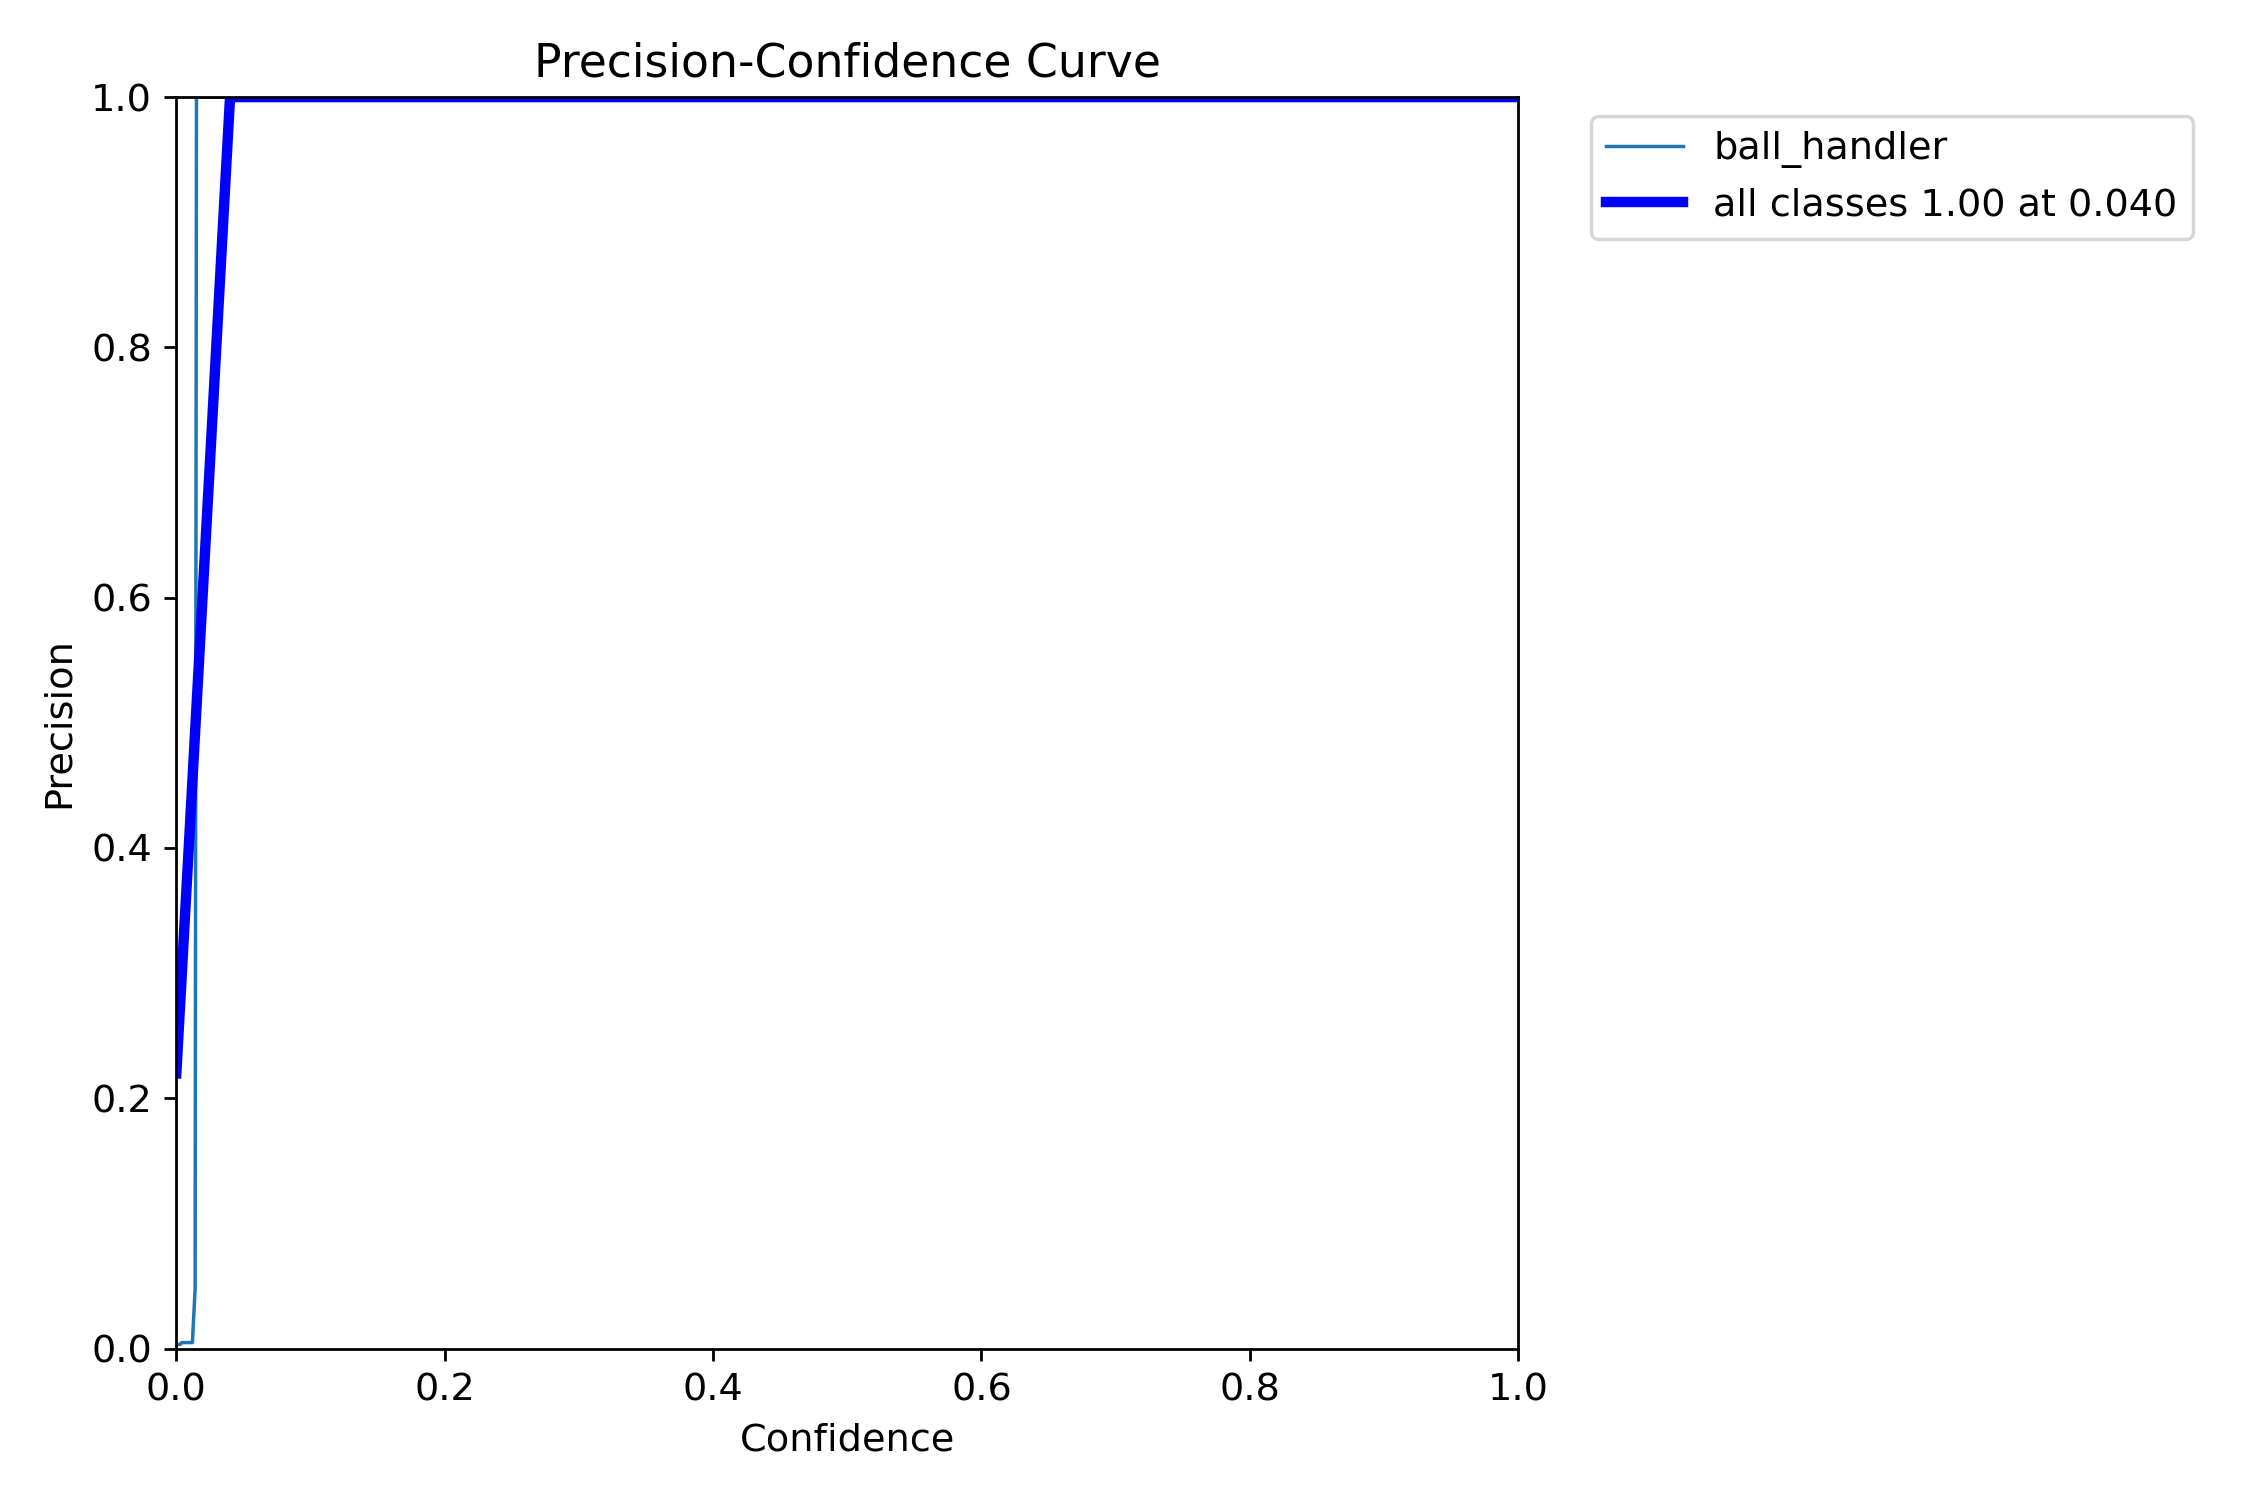 Precision-Confidence Curve
1.0
0.8
0.6
0.4
0.2
0.0
Precision
0.0 0.2 0.4 0.6 0.8 1.0
Confidence
ball_handler
all classes 1.00 at 0.040